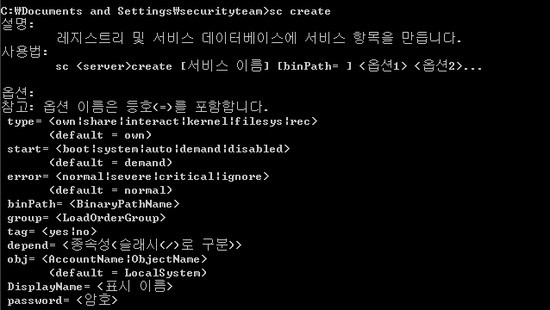 C:₩Documents and Settings₩securityteam>sc create
설명:
레지스트리 및 서비스 데이터베이스에 서비스 항목을 만듭니다.
사용법:
sc <server>create [서비스 이름] [binPath= ] <옵션1> <옵션2>...
옵션:
참고: 옵션 이름은 등호(=)를 포함합니다.
type= <own|share|interact|kernel|filesys|rec>
(default = own)
start= <boot|system|auto|demand|disabled>
(default = demand)
error= <normal|severe|critical|ignore>
(default = normal)
binPath= <BinaryPathName>
group= <LoadOrderGroup>
tag= <yes|no>
depend= <종속성(슬래시(/)로 구분)>
obj= <AccountName|ObjectName>
(default = LocalSystem)
DisplayName= <표시 이름>
password= <암호>